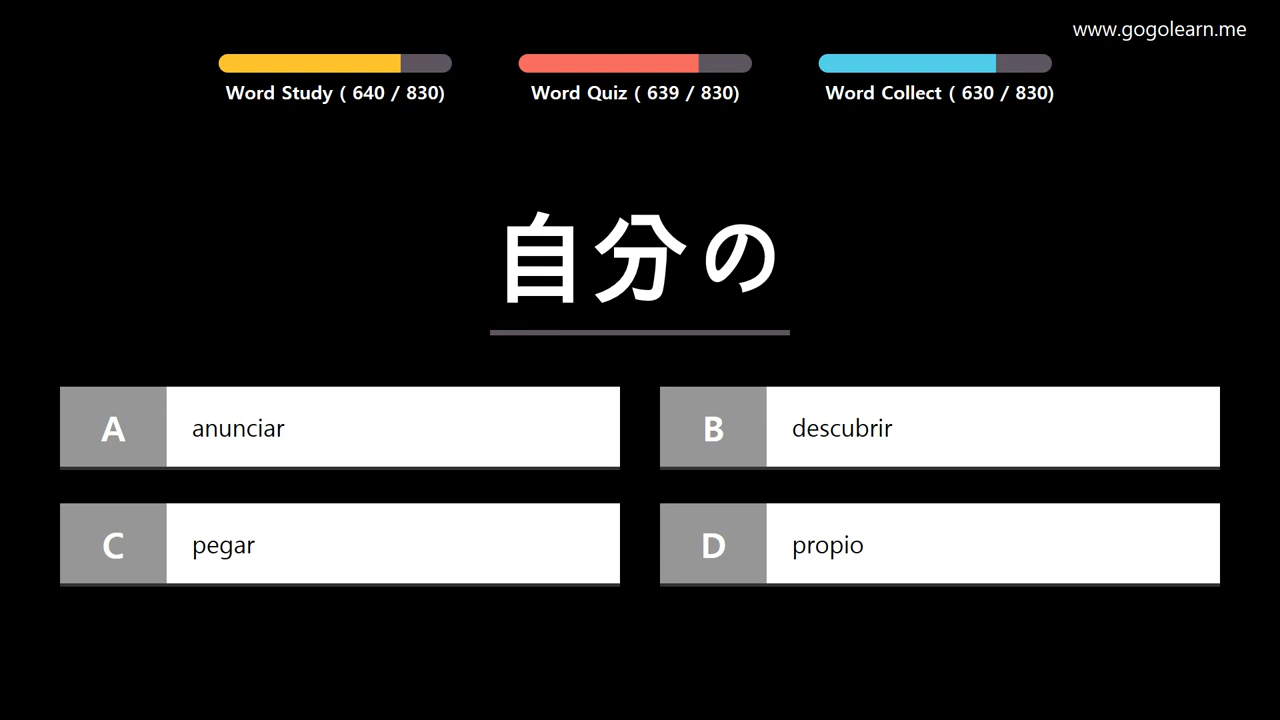 www.gogolearn.me
Word Study ( 640 / 830)
Word Quiz ( 639 / 830)
Word Collect ( 630 / 830)
自分の
A anunciar
B descubrir
C pegar
D propio